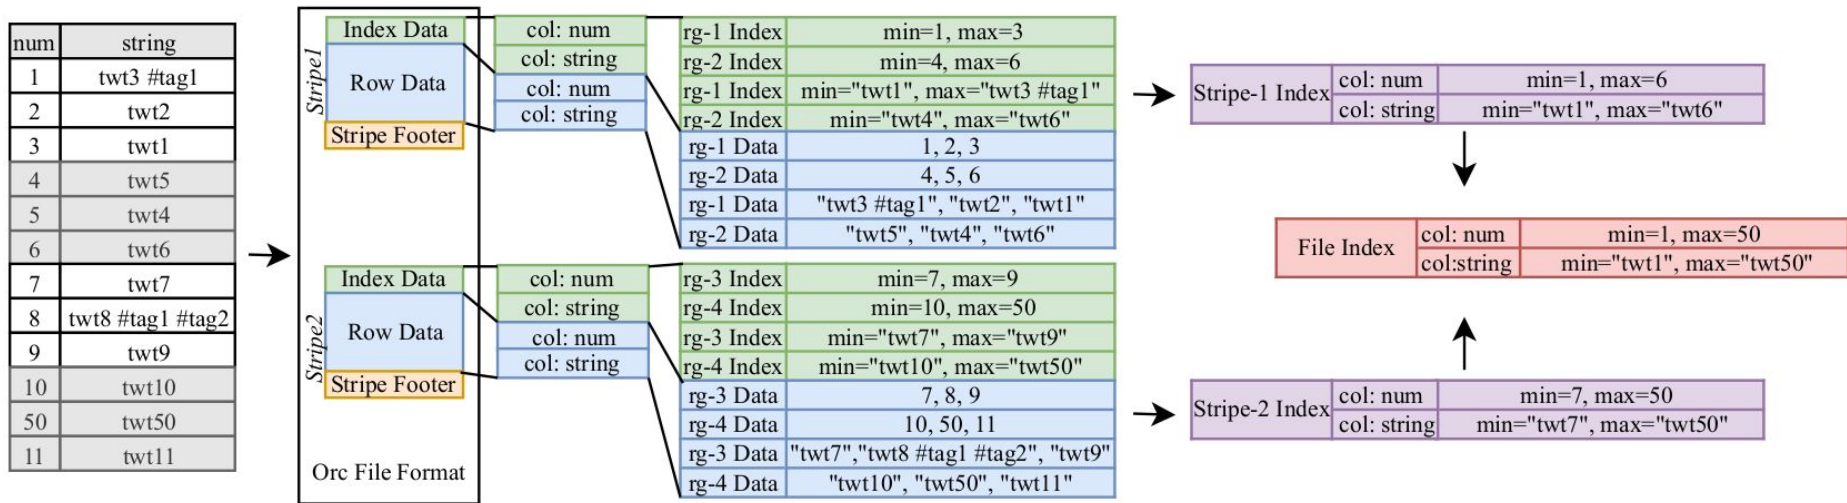 num string
1 twt3 #tag1
2 twt2
3 twt1
4 twt5
5 twt4
6 twt6
7 twt7
8 twt8 #tag1 #tag2
9 twt9
10 twt10
50 twt50
11 twt11
Stripe1
Index Data
Row Data
Stripe Footer
col: num
col: string
col: num
col: string
rg-1 Index min=1, max=3
rg-2 Index min=4, max=6
rg-1 Index min="twt1", max="twt3 #tag1"
rg-2 Index min="twt4", max="twt6"
rg-1 Data 1, 2, 3
rg-2 Data 4, 5, 6
rg-1 Data "twt3 #tag1", "twt2", "twt1"
rg-2 Data "twt5", "twt4", "twt6"
Stripe2
Index Data
Row Data
Stripe Footer
col: num
col: string
col: num
col: string
rg-3 Index min=7, max=9
rg-4 Index min=10, max=50
rg-3 Index min="twt7", max="twt9"
rg-4 Index min="twt10", max="twt50"
rg-3 Data 7, 8, 9
rg-4 Data 10, 50, 11
rg-3 Data "twt7","twt8 #tag1 #tag2", "twt9"
rg-4 Data "twt10", "twt50", "twt11"
Orc File Format
Stripe-1 Index
col: num min=1, max=6
col: string min="twt1", max="twt6"
File Index
col: num min=1, max=50
col:string min="twt1", max="twt50"
Stripe-2 Index
col: num min=7, max=50
col: string min="twt7", max="twt50"